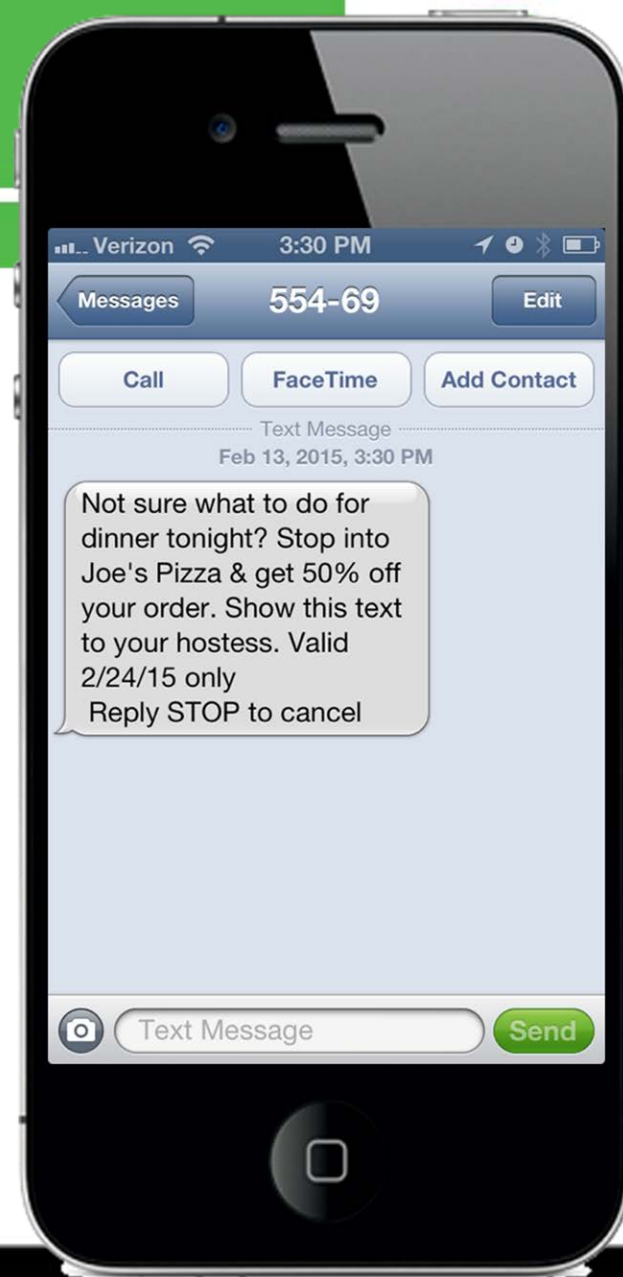 Verizon 3:30 PM
Messages 554-69 Edit
Call FaceTime Add Contact
Text Message
Feb 13, 2015, 3:30 PM
Not sure what to do for
dinner tonight? Stop into
Joe's Pizza & get 50% off
your order. Show this text
to your hostess. Valid
2/24/15 only
Reply STOP to cancel
Text Message Send